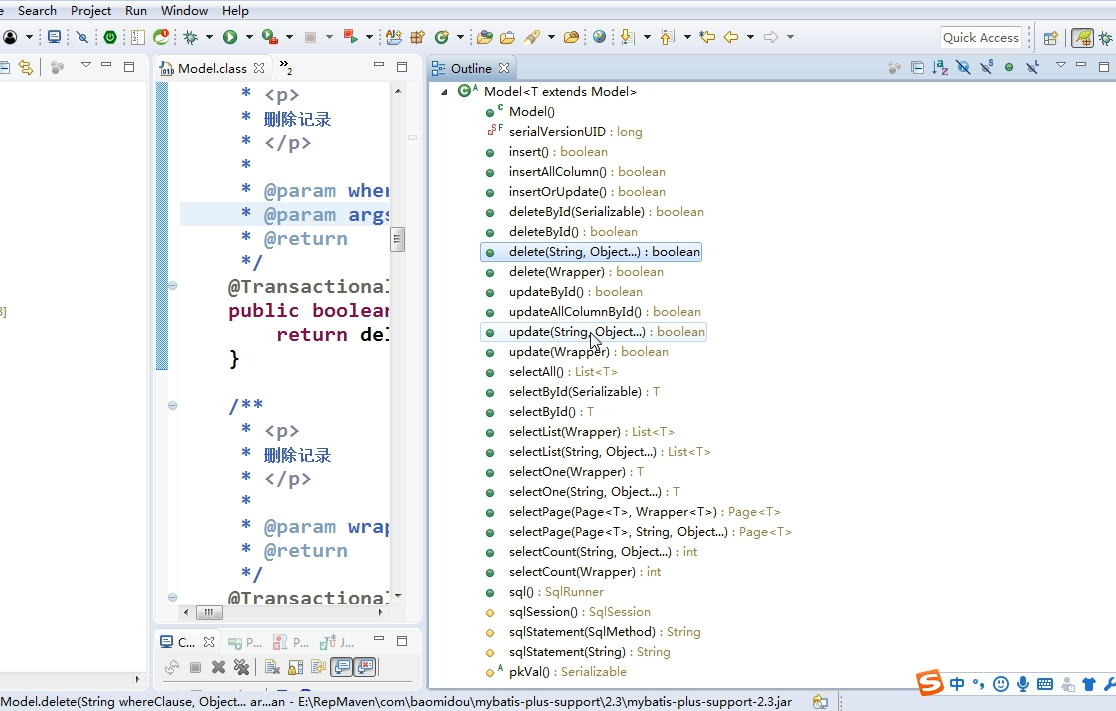 Search Project Run Window Help
Quick Access
Model.class
2
* <p>
* 删除记录
* </p>
*
* @param wher
* @param args
* @return
*/
@Transactional
public boolean
return del
}
/**
* <p>
* 删除记录
* </p>
*
* @param wrap
* @return
*/
@Transactional
C...
P...
P...
J...
Outline
Model<T extends Model>
Model()
serialVersionUID : long
insert() : boolean
insertAllColumn() : boolean
insertOrUpdate() : boolean
deleteById(Serializable) : boolean
deleteById() : boolean
delete(String, Object...) : boolean
delete(Wrapper) : boolean
updateById() : boolean
updateAllColumnById() : boolean
update(String, Object...) : boolean
update(Wrapper) : boolean
selectAll() : List<T>
selectById(Serializable) : T
selectById() : T
selectList(Wrapper) : List<T>
selectList(String, Object...) : List<T>
selectOne(Wrapper) : T
selectOne(String, Object...) : T
selectPage(Page<T>, Wrapper<T>) : Page<T>
selectPage(Page<T>, String, Object...) : Page<T>
selectCount(String, Object...) : int
selectCount(Wrapper) : int
sql() : SqlRunner
sqlSession() : SqlSession
sqlStatement(SqlMethod) : String
sqlStatement(String) : String
pkVal() : Serializable
中
Model.delete(String whereClause, Object... ar...an - E:\RepMaven\com\baomidou\mybatis-plus-support\2.3\mybatis-plus-support-2.3.jar